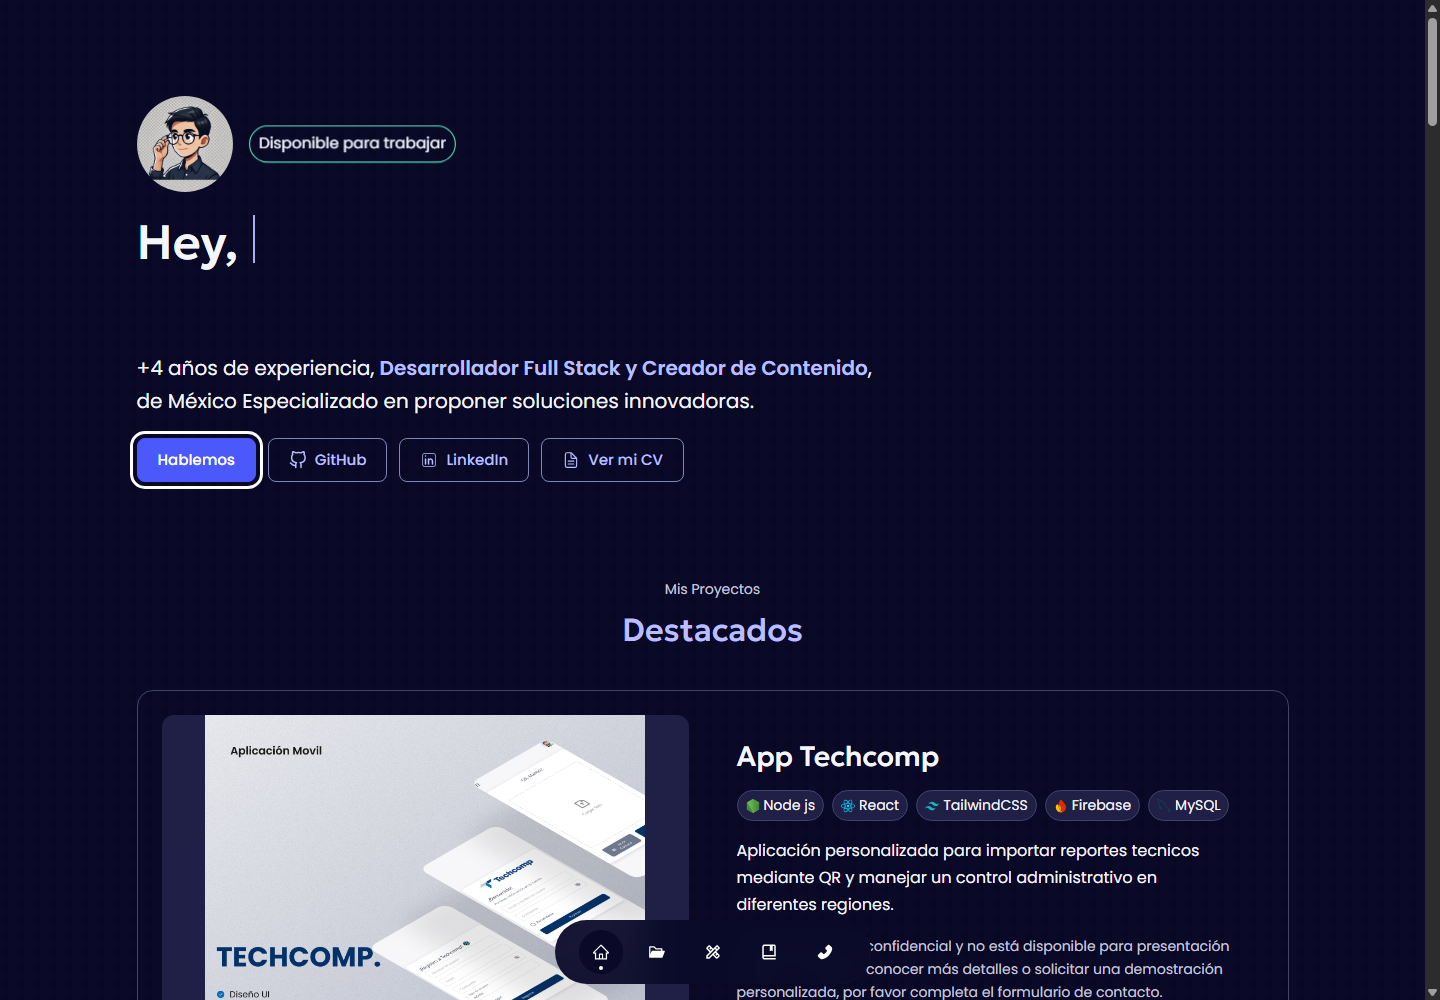 Disponible para trabajar
Hey,
+4 años de experiencia, Desarrollador Full Stack y Creador de Contenido,
de México Especializado en proponer soluciones innovadoras.
Hablemos
GitHub
LinkedIn
Ver mi CV
Mis Proyectos
Destacados
Aplicación Movil
Techcomp
TECHCOMP.
Diseño UI
App Techcomp
Node js
React
TailwindCSS
Firebase
MySQL
Aplicación personalizada para importar reportes tecnicos
mediante QR y manejar un control administrativo en
diferentes regiones.
confidencial y no está disponible para presentación
conocer más detalles o solicitar una demostración
personalizada, por favor completa el formulario de contacto.